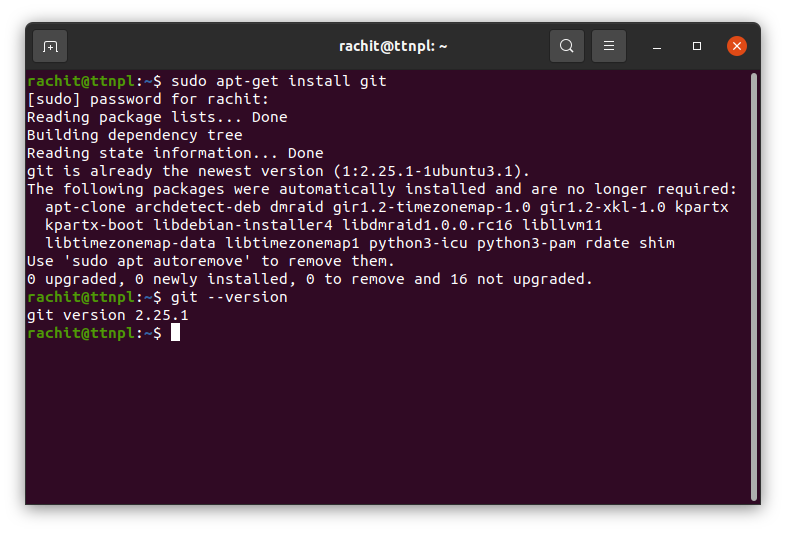 rachit@ttnpl: ~
rachit@ttnpl:~$ sudo apt-get install git
[sudo] password for rachit:
Reading package lists... Done
Building dependency tree
Reading state information... Done
git is already the newest version (1:2.25.1-1ubuntu3.1).
The following packages were automatically installed and are no longer required:
  apt-clone archdetect-deb dmraid gir1.2-timezonemap-1.0 gir1.2-xkl-1.0 kpartx
  kpartx-boot libdebian-installer4 libdmraid1.0.0.rc16 libllvm11
  libtimezonemap-data libtimezonemap1 python3-icu python3-pam rdate shim
Use 'sudo apt autoremove' to remove them.
0 upgraded, 0 newly installed, 0 to remove and 16 not upgraded.
rachit@ttnpl:~$ git --version
git version 2.25.1
rachit@ttnpl:~$